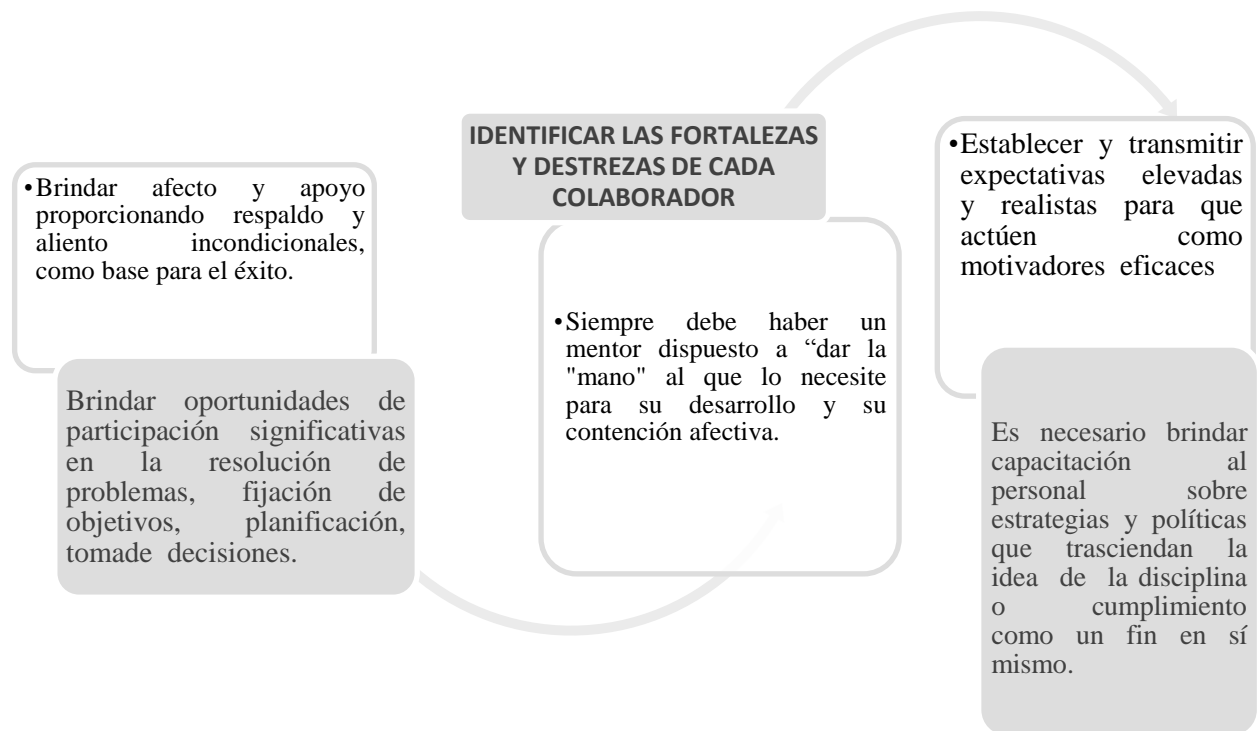 •Brindar afecto y apoyo
proporcionando respaldo y
aliento incondicionales,
como base para el éxito.
Brindar oportunidades de
participación significativas
en la resolución de
problemas, fijación de
objetivos, planificación,
tomade decisiones.
IDENTIFICAR LAS FORTALEZAS
Y DESTREZAS DE CADA
COLABORADOR
•Siempre debe haber un
mentor dispuesto a “dar la
"mano" al que lo necesite
para su desarrollo y su
contención afectiva.
•Establecer y transmitir
expectativas elevadas
y realistas para que
actúen como
motivadores eficaces
Es necesario brindar
capacitación al
personal sobre
estrategias y políticas
que trasciendan la
idea de la disciplina
o cumplimiento
como un fin en sí
mismo.